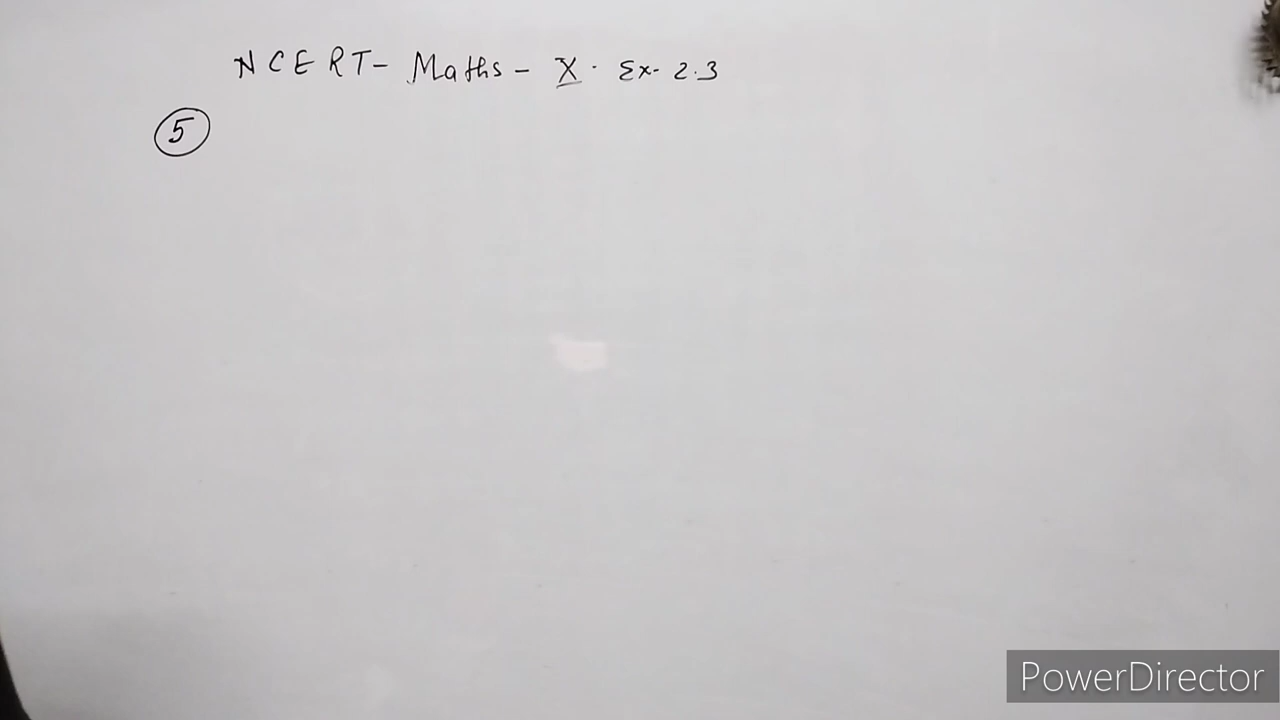 NCERT- Maths - X. Ex- 2.3
5
PowerDirector